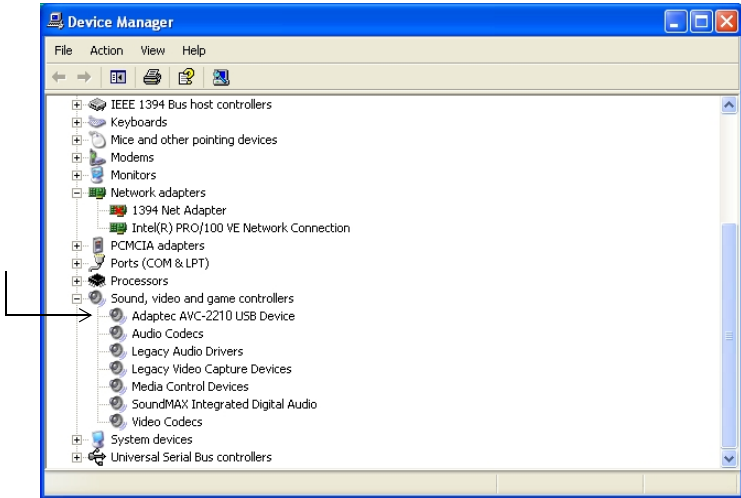 Device Manager
File Action View Help
IEEE 1394 Bus host controllers
Keyboards
Mice and other pointing devices
Modems
Monitors
Network adapters
1394 Net Adapter
Intel(R) PRO/100 VE Network Connection
PCMCIA adapters
Ports (COM & LPT)
Processors
Sound, video and game controllers
Adaptec AVC-2210 USB Device
Audio Codecs
Legacy Audio Drivers
Legacy Video Capture Devices
Media Control Devices
SoundMAX Integrated Digital Audio
Video Codecs
System devices
Universal Serial Bus controllers